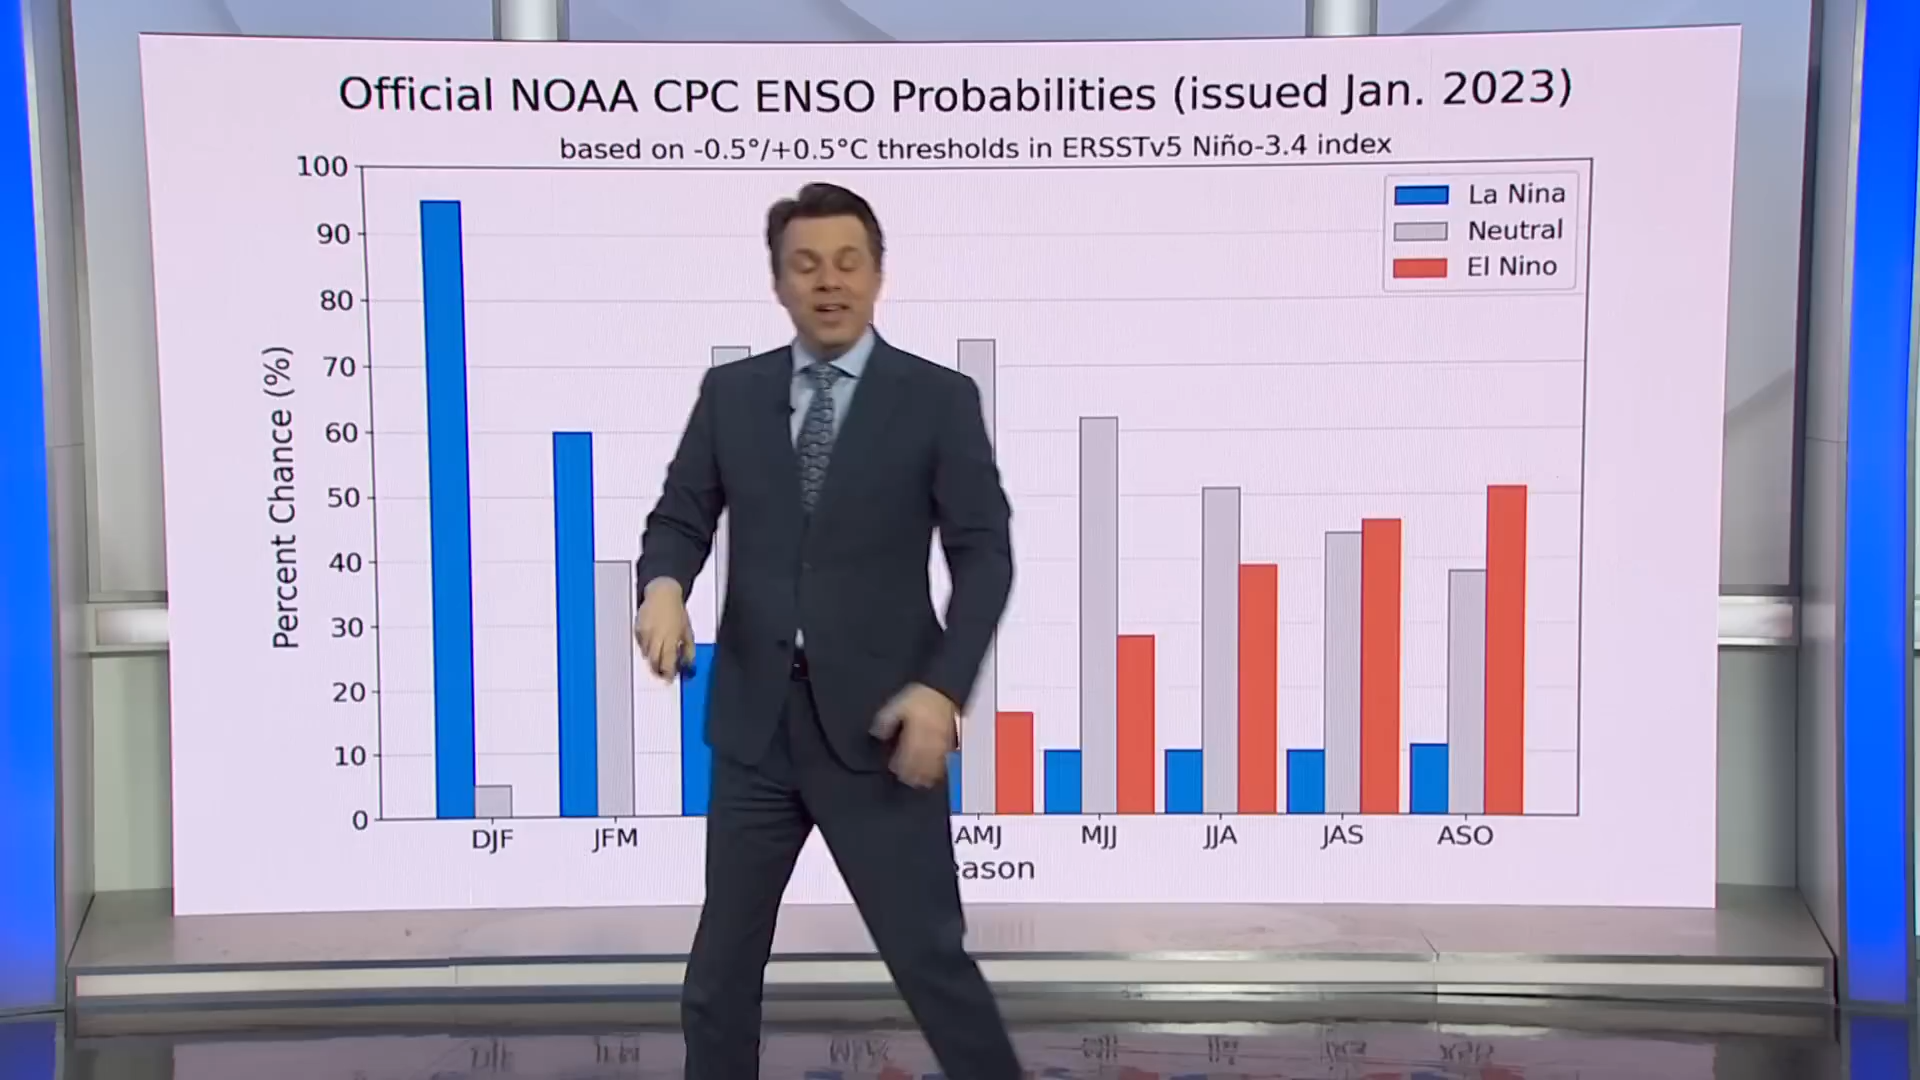 Official NOAA CPC ENSO Probabilities (issued Jan. 2023)
based on -0.5°/+0.5°C thresholds in ERSSTv5 Niño-3.4 index
La Nina
Neutral
El Nino
Percent Chance (%)
100
90
80
70
60
50
40
30
20
10
0
DJF
JFM
AMJ
MJJ
JJA
JAS
ASO
eason